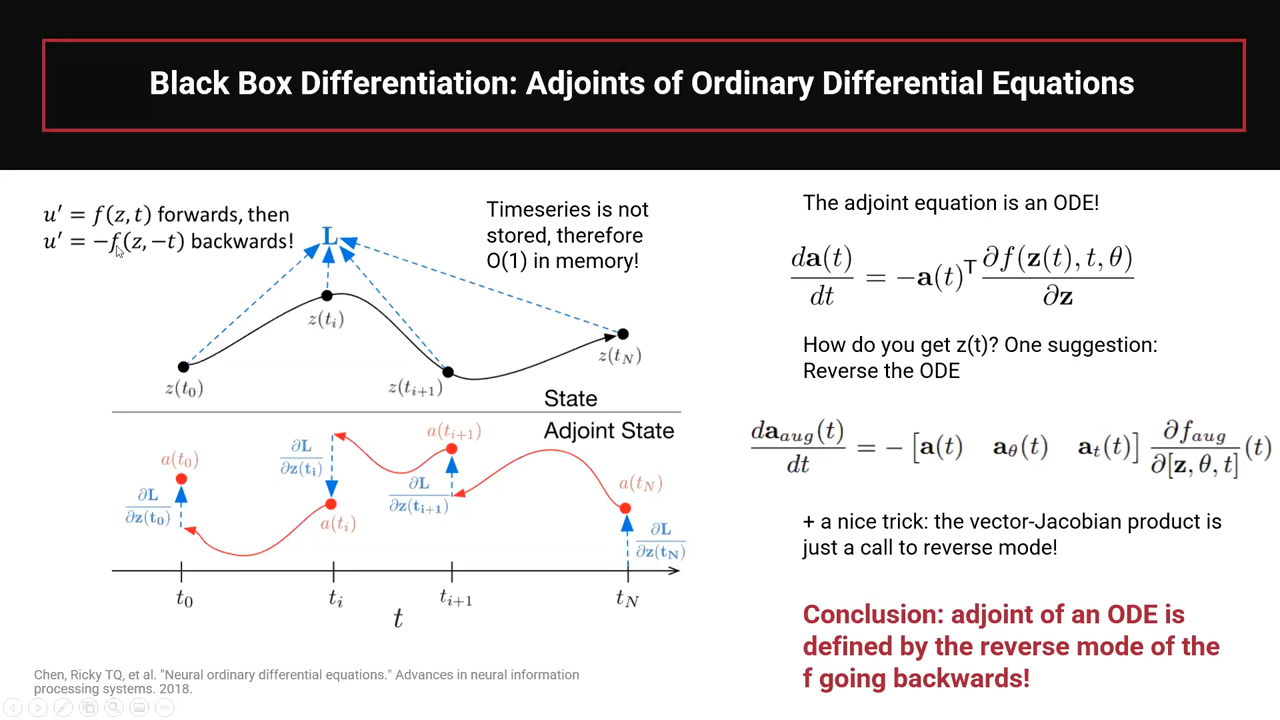 Black Box Differentiation: Adjoints of Ordinary Differential Equations
u′ = f(z, t) forwards, then
u′ = −f(z, −t) backwards!
L
Timeseries is not
stored, therefore
O(1) in memory!
z(t₀)
z(tᵢ)
z(tᵢ₊₁)
z(t_N)
State
Adjoint State
a(t₀)
∂L
∂z(t₀)
∂L
∂z(tᵢ)
a(tᵢ)
a(tᵢ₊₁)
∂L
∂z(tᵢ₊₁)
a(t_N)
∂L
∂z(t_N)
t₀
tᵢ
tᵢ₊₁
t_N
t
Chen, Ricky TQ, et al. "Neural ordinary differential equations." Advances in neural information
processing systems. 2018.
The adjoint equation is an ODE!
da(t)/dt = −a(t)ᵀ ∂f(z(t), t, θ)/∂z
How do you get z(t)? One suggestion:
Reverse the ODE
da_aug(t)/dt = − [a(t) a_θ(t) a_t(t)] ∂f_aug/∂[z, θ, t] (t)
+ a nice trick: the vector-Jacobian product is
just a call to reverse mode!
Conclusion: adjoint of an ODE is
defined by the reverse mode of the
f going backwards!